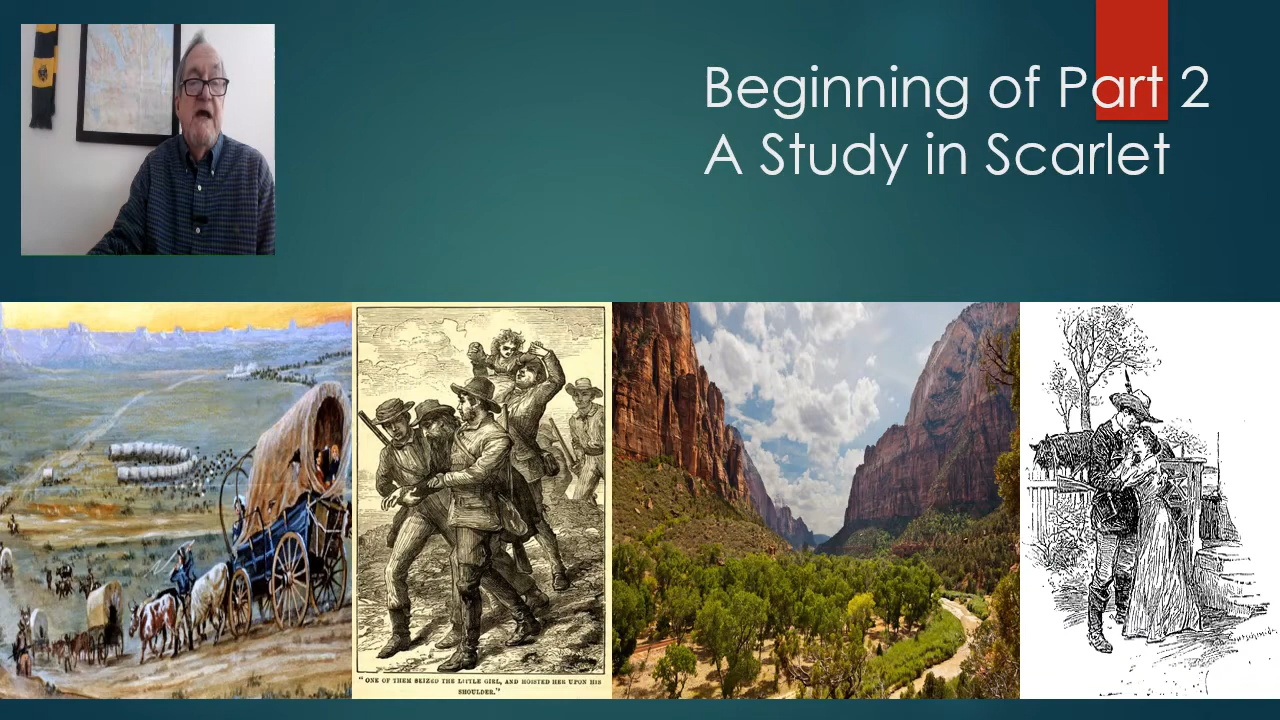 Beginning of Part 2
A Study in Scarlet
"ONE OF THEM SEIZED THE LITTLE GIRL, AND HOISTED HER UPON HIS
SHOULDER."